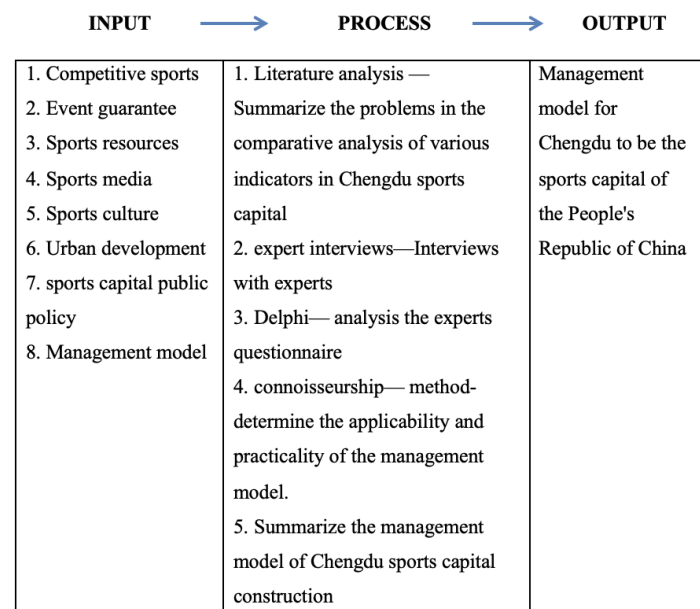 INPUT PROCESS OUTPUT
1. Competitive sports
2. Event guarantee
3. Sports resources
4. Sports media
5. Sports culture
6. Urban development
7. sports capital public
policy
8. Management model
1. Literature analysis —
Summarize the problems in the
comparative analysis of various
indicators in Chengdu sports
capital
2. expert interviews—Interviews
with experts
3. Delphi— analysis the experts
questionnaire
4. connoisseurship— method-
determine the applicability and
practicality of the management
model.
5. Summarize the management
model of Chengdu sports capital
construction
Management
model for
Chengdu to be the
sports capital of
the People's
Republic of China